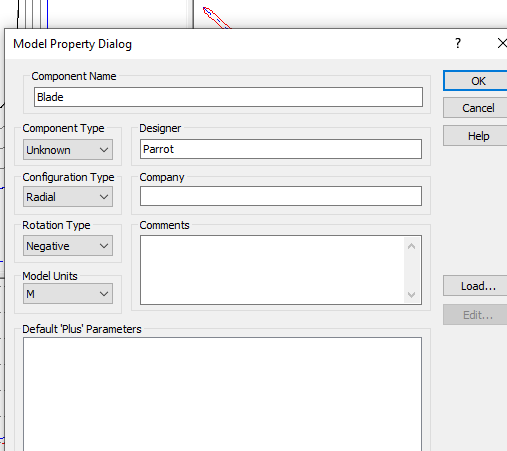 Model Property Dialog
?
Component Name
Blade
OK
Cancel
Help
Component Type
Unknown
Designer
Parrot
Configuration Type
Radial
Company
Rotation Type
Negative
Comments
Model Units
M
Load...
Edit...
Default 'Plus' Parameters